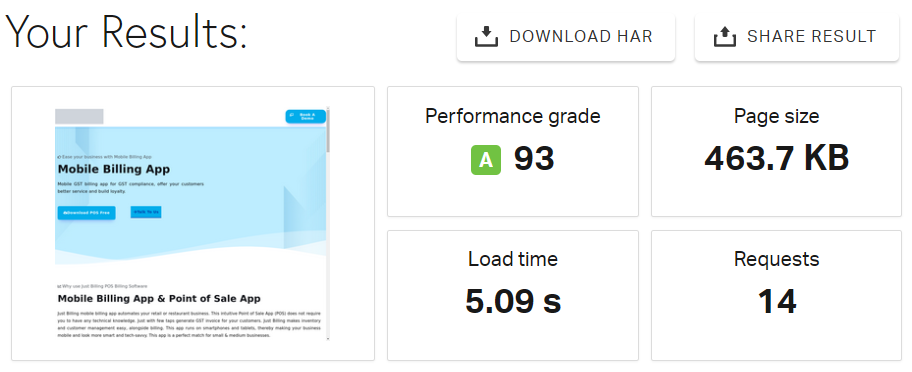 Your Results:
DOWNLOAD HAR
SHARE RESULT
Performance grade
A 93
Page size
463.7 KB
Load time
5.09 s
Requests
14
Book A
Demo
Ease your business with Mobile Billing App
Mobile Billing App
Mobile GST billing app for GST compliance, offer your customers
better service and build loyalty.
Download POS Free
Why use Just Billing POS Billing Software
Mobile Billing App & Point of Sale App
Just Billing mobile billing app automates your retail or restaurant business. This intuitive Point of Sale App (POS) does not require
you to have any technical knowledge. Just with few taps generate GST invoice for your customers. Just Billing makes inventory
and customer management easy, alongside billing. This app runs on smartphones and tablets, thereby making your business
mobile and look more smart and tech-savvy. This app is a perfect match for small & medium businesses.